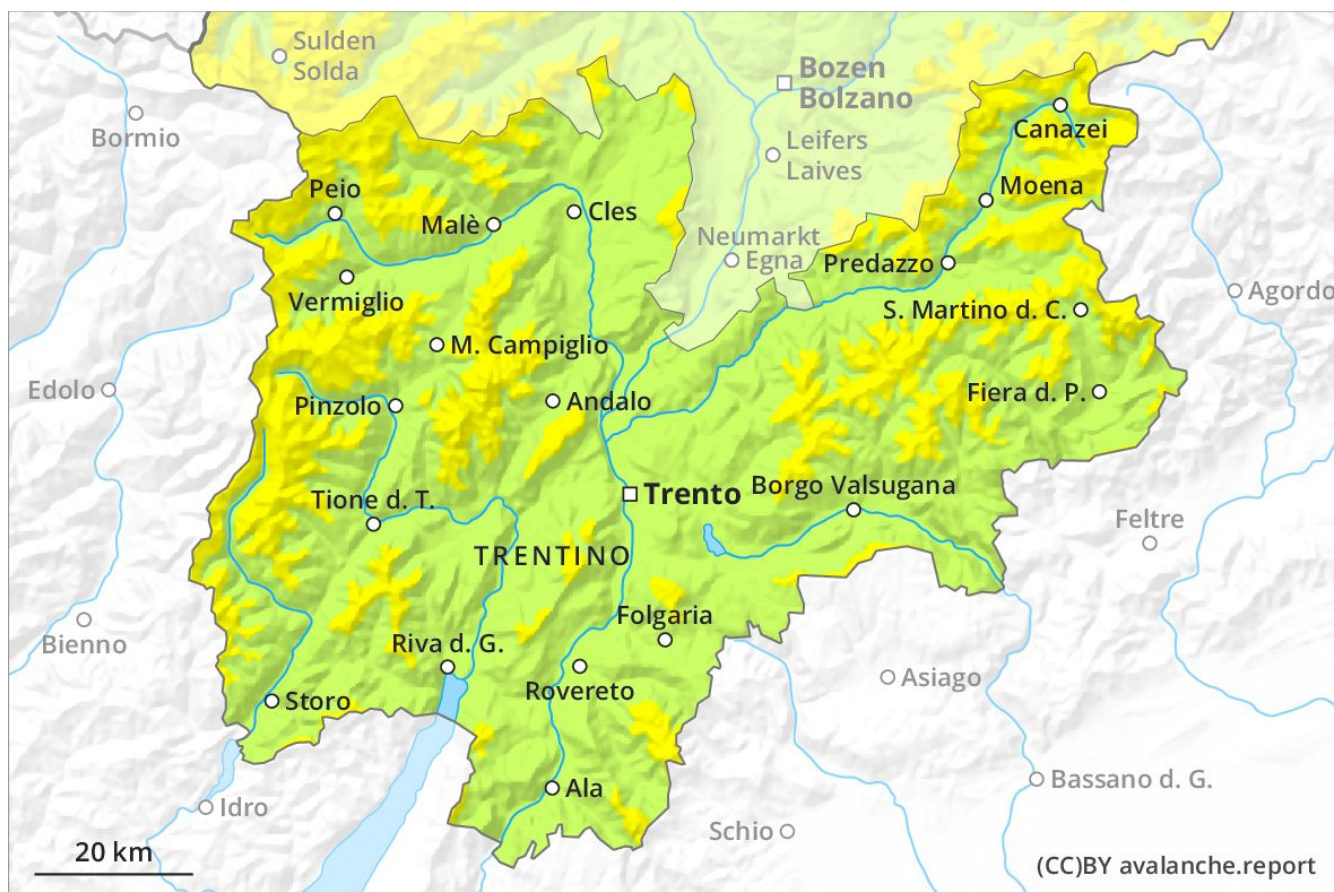 Sulden
Solda
Bozen
Bolzano
Bormio
Canazei
Leifers
Laives
Peio
Moena
Malè
Cles
Neumarkt
Egna
Predazzo
Vermiglio
Agordo
S. Martino d. C.
M. Campiglio
Edolo
Pinzolo
Andalo
Fiera d. P.
Trento
Borgo Valsugana
Tione d. T.
Feltre
TRENTINO
Bienno
Folgaria
Riva d. G.
Asiago
Rovereto
Storo
Bassano d. G.
Ala
Idro
Schio
20 km
(CC)BY avalanche.report